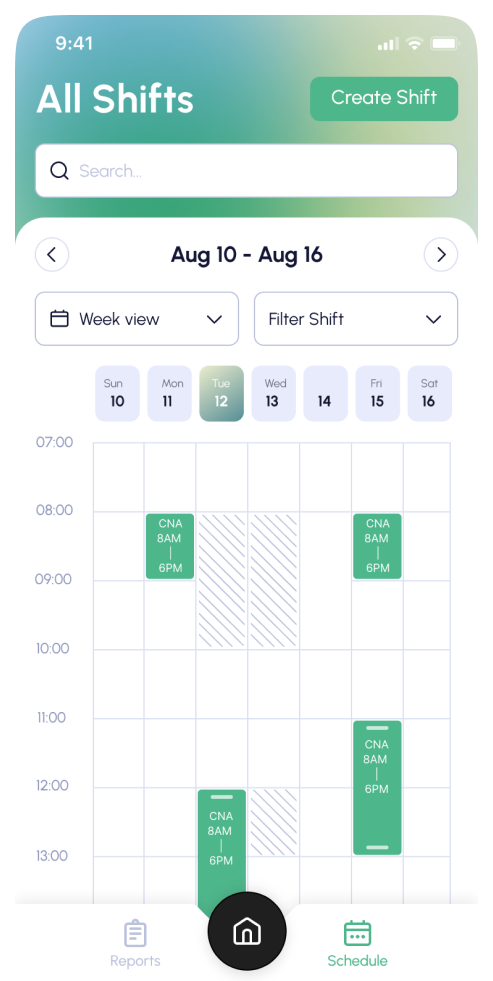 9:41
All Shifts
Create Shift
Search...
Aug 10 - Aug 16
Week view
Filter Shift
Sun Mon Tue Wed Fri Sat
10 11 12 13 14 15 16
07:00
08:00
CNA
8AM
|
6PM
CNA
8AM
|
6PM
09:00
10:00
11:00
CNA
8AM
|
6PM
12:00
CNA
8AM
|
6PM
13:00
Reports
Schedule